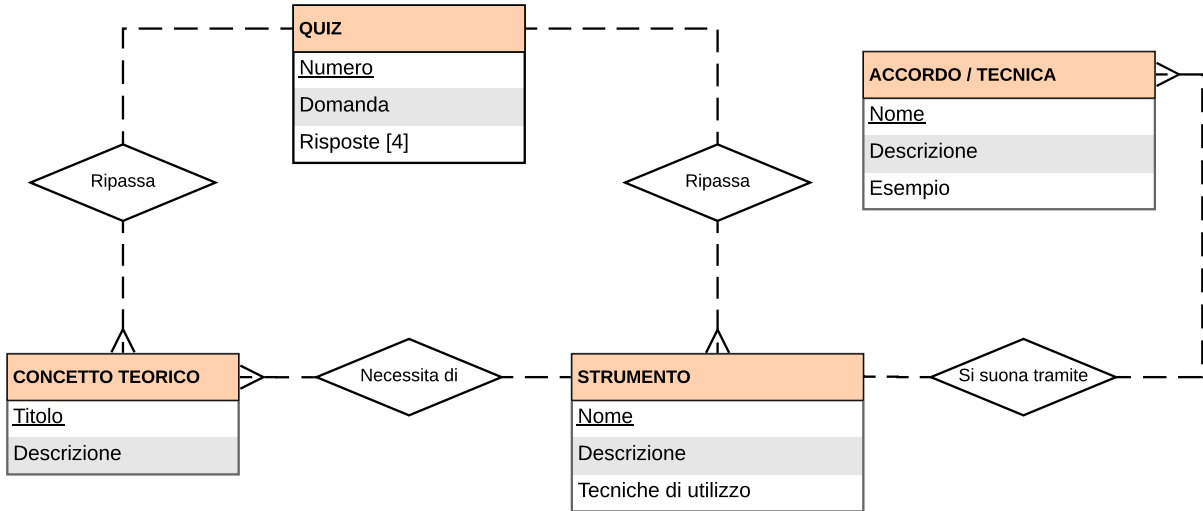 QUIZ
Numero
Domanda
Risposte [4]
ACCORDO / TECNICA
Nome
Descrizione
Esempio
Ripassa
Ripassa
CONCETTO TEORICO
Titolo
Descrizione
Necessita di
STRUMENTO
Nome
Descrizione
Tecniche di utilizzo
Si suona tramite